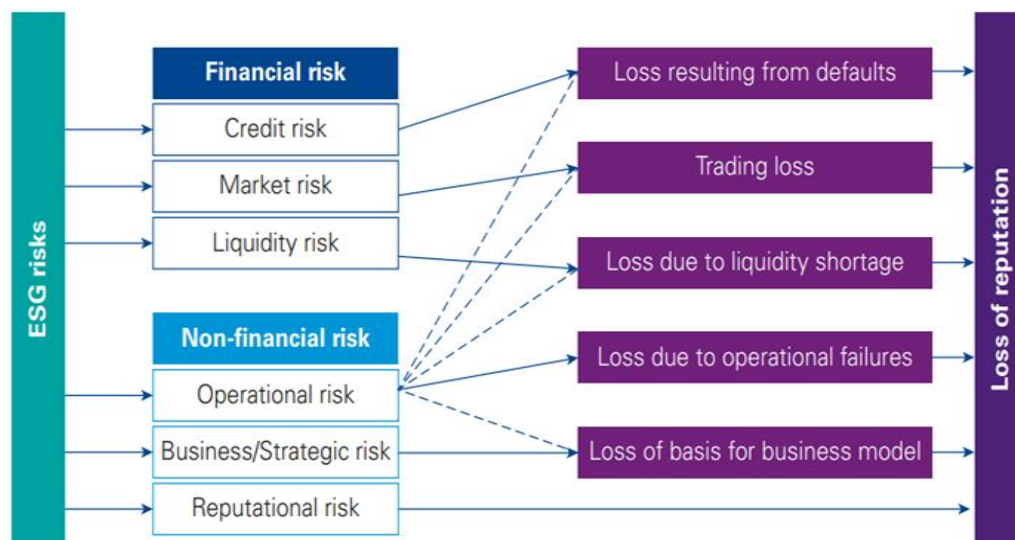 ESG risks
Financial risk
Credit risk
Market risk
Liquidity risk
Non-financial risk
Operational risk
Business/Strategic risk
Reputational risk
Loss resulting from defaults
Trading loss
Loss due to liquidity shortage
Loss due to operational failures
Loss of basis for business model
Loss of reputation